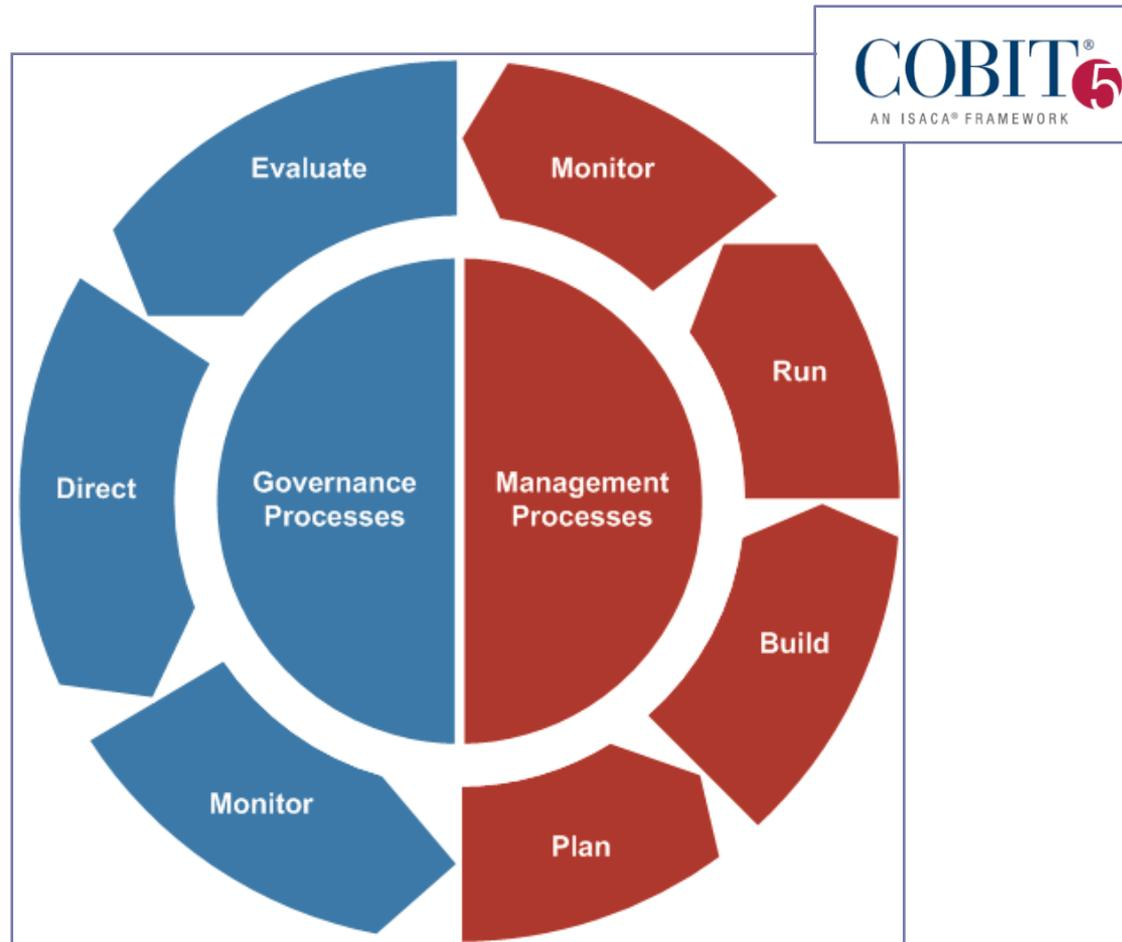 COBIT® 5
AN ISACA® FRAMEWORK
Evaluate
Monitor
Run
Direct
Governance
Processes
Management
Processes
Build
Monitor
Plan